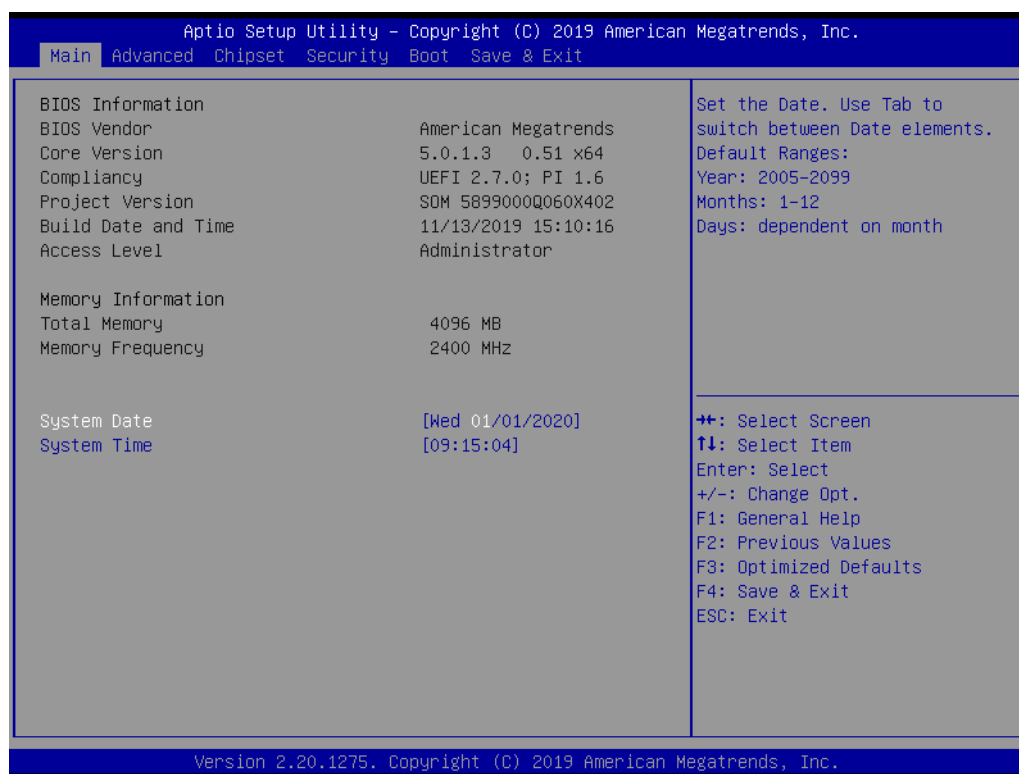 Aptio Setup Utility – Copyright (C) 2019 American Megatrends, Inc.
Main Advanced Chipset Security Boot Save & Exit
BIOS Information
BIOS Vendor American Megatrends
Core Version 5.0.1.3 0.51 x64
Compliancy UEFI 2.7.0; PI 1.6
Project Version SOM 5899000Q060X402
Build Date and Time 11/13/2019 15:10:16
Access Level Administrator
Memory Information
Total Memory 4096 MB
Memory Frequency 2400 MHz
System Date [Wed 01/01/2020]
System Time [09:15:04]
Set the Date. Use Tab to
switch between Date elements.
Default Ranges:
Year: 2005-2099
Months: 1-12
Days: dependent on month
→←: Select Screen
↑↓: Select Item
Enter: Select
+/-: Change Opt.
F1: General Help
F2: Previous Values
F3: Optimized Defaults
F4: Save & Exit
ESC: Exit
Version 2.20.1275. Copyright (C) 2019 American Megatrends, Inc.